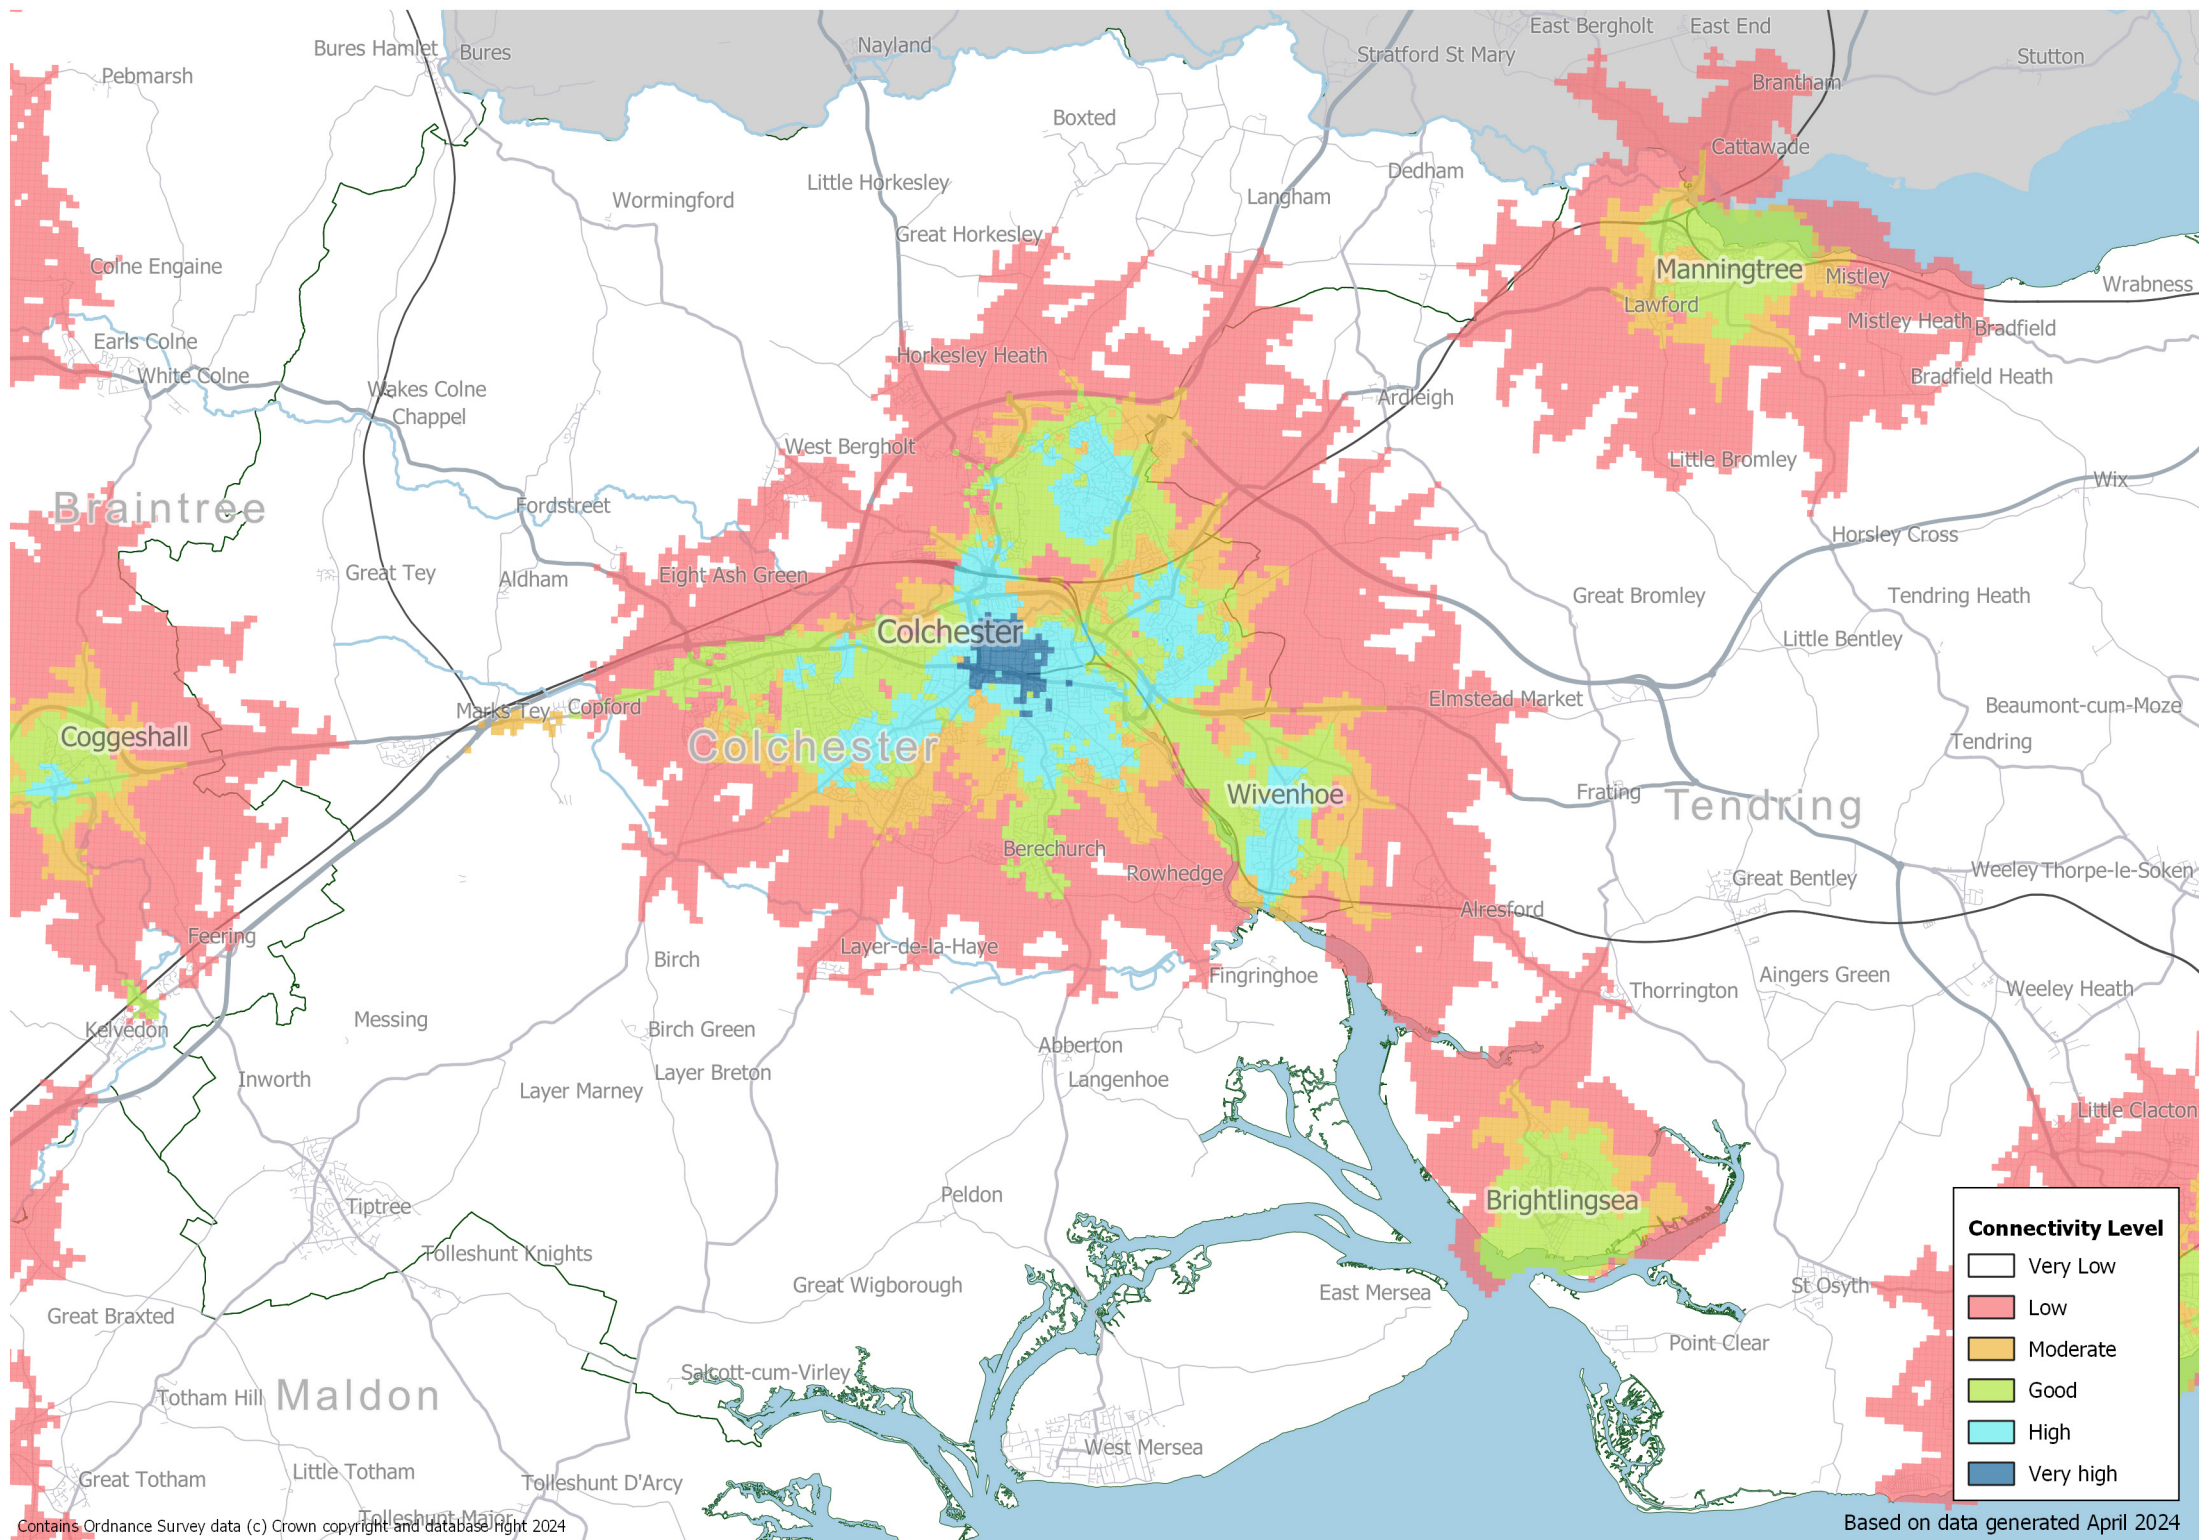 East Bergholt
East End
Bures Hamlet
Bures
Nayland
Stratford St Mary
Stutton
Pebmarsh
Brantham
Boxted
Cattawade
Little Horkesley
Dedham
Wormingford
Langham
Great Horkesley
Colne Engaine
Manningtree
Mistley
Wrabness
Lawford
Earls Colne
Mistley Heath
Bradfield
Horkesley Heath
White Colne
Wakes Colne
Chappel
Bradfield Heath
Ardleigh
West Bergholt
Little Bromley
Wix
Braintree
Fordstreet
Horsley Cross
Great Tey
Aldham
Eight Ash Green
Great Bromley
Tendring Heath
Colchester
Little Bentley
Marks Tey
Copford
Elmstead Market
Beaumont-cum-Moze
Coggeshall
Colchester
Tendring
Wivenhoe
Frating
Tendring
Berechurch
Rowhedge
Great Bentley
Weeley
Thorpe-le-Soken
Alresford
Feering
Layer-de-la-Haye
Birch
Fingringhoe
Aingers Green
Thorrington
Weeley Heath
Messing
Kelvedon
Birch Green
Abberton
Inworth
Layer Breton
Langenhoe
Layer Marney
Little Clacton
Tiptree
Peldon
Brightlingsea
Tolleshunt Knights
Great Wigborough
East Mersea
St Osyth
Great Braxted
Point Clear
Salcott-cum-Virley
Totham Hill
Maldon
West Mersea
Great Totham
Little Totham
Tolleshunt D'Arcy
Tolleshunt Major
Connectivity Level
Very Low
Low
Moderate
Good
High
Very high
Contains Ordnance Survey data (c) Crown copyright and database right 2024
Based on data generated April 2024